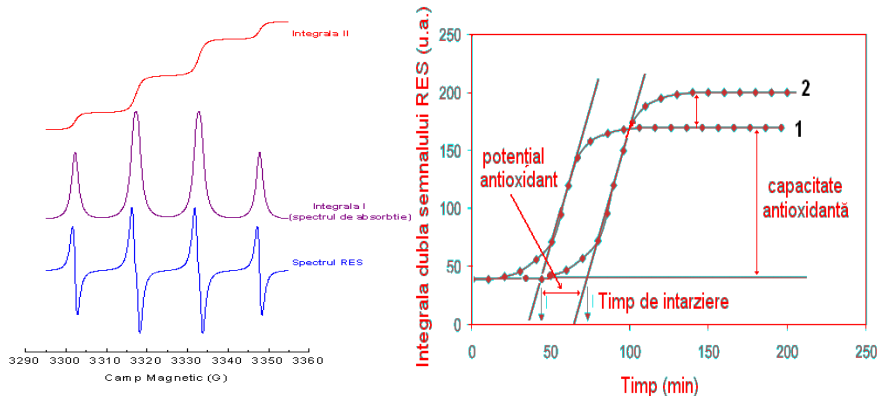 Integrala II
Integrala I
(spectrul de absorbtie)
Spectrul RES
3290 3300 3310 3320 3330 3340 3350 3360
Camp Magnetic (G)
Integrala dubla semnalului RES (u.a.)
250
200
150
100
50
0
2
1
potențial
antioxidant
capacitate
antioxidantă
Timp de intarziere
0 50 100 150 200 250
Timp (min)